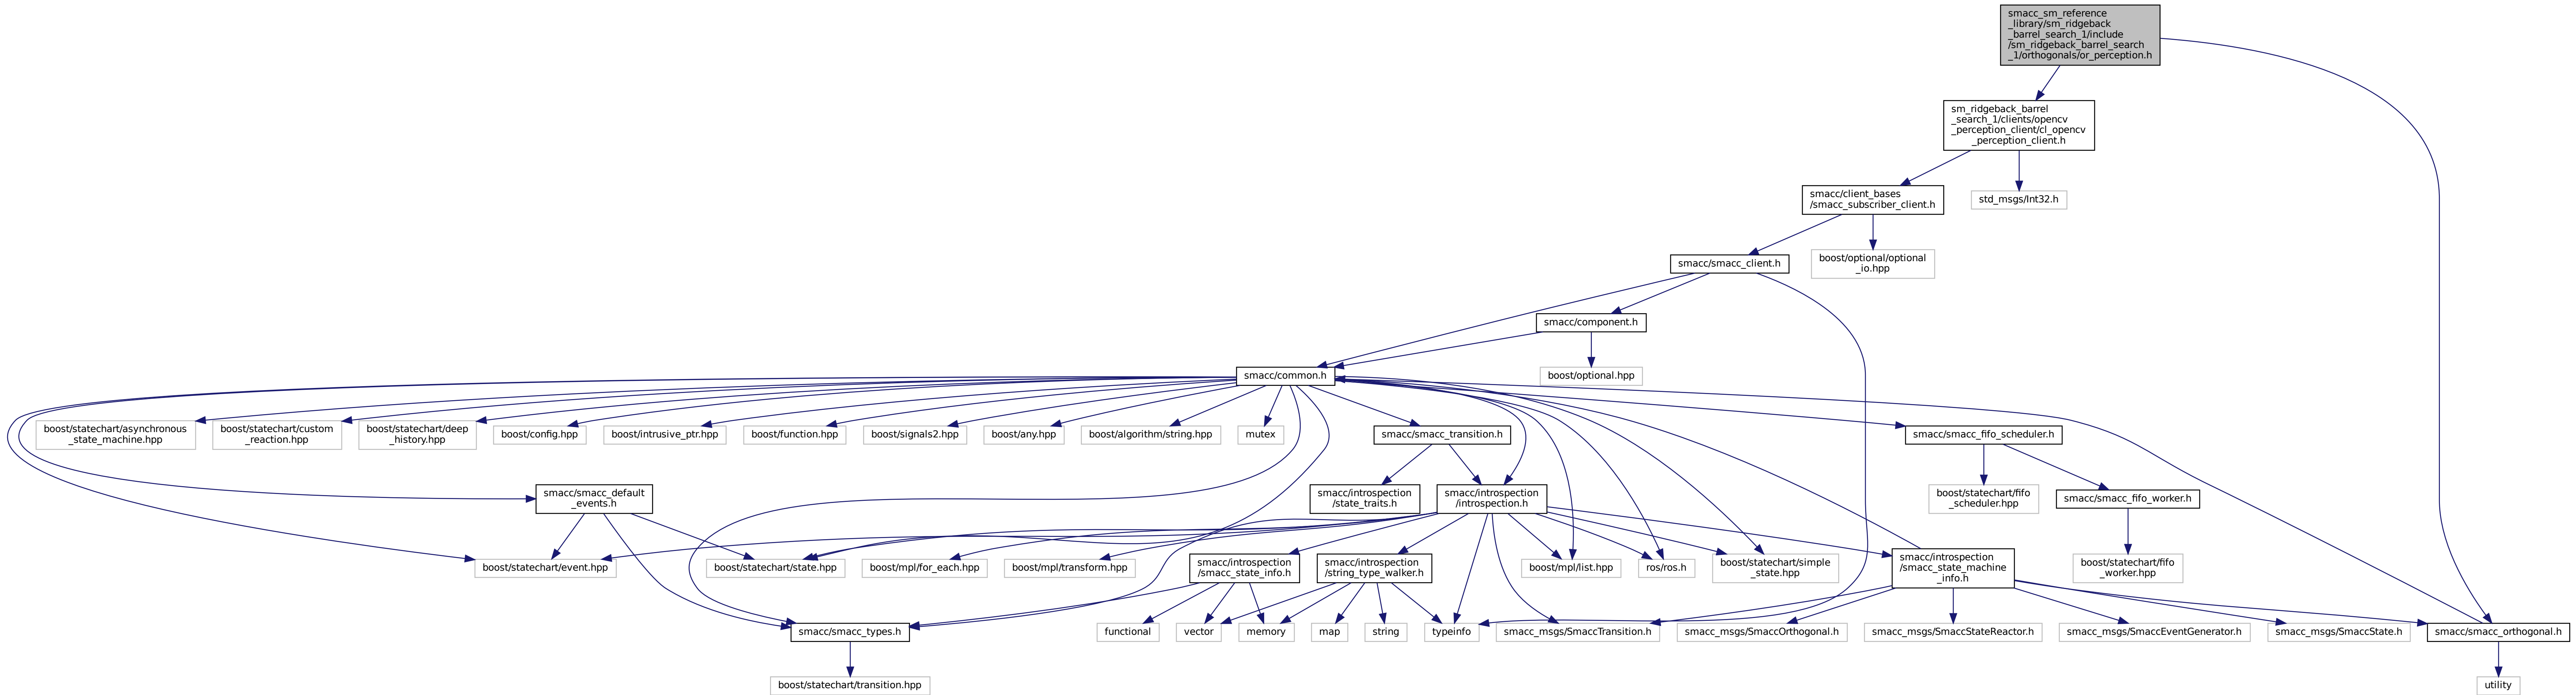 smacc_sm_reference
_library/sm_ridgeback
_barrel_search_1/include
/sm_ridgeback_barrel_search
_1/orthogonals/or_perception.h
sm_ridgeback_barrel
_search_1/clients/opencv
_perception_client/cl_opencv
_perception_client.h
smacc/client_bases
/smacc_subscriber_client.h
std_msgs/Int32.h
smacc/smacc_client.h
boost/optional/optional
_io.hpp
smacc/component.h
smacc/common.h
boost/optional.hpp
boost/statechart/asynchronous
_state_machine.hpp
boost/statechart/custom
_reaction.hpp
boost/statechart/deep
_history.hpp
boost/config.hpp
boost/intrusive_ptr.hpp
boost/function.hpp
boost/signals2.hpp
boost/any.hpp
boost/algorithm/string.hpp
mutex
smacc/smacc_transition.h
smacc/smacc_fifo_scheduler.h
smacc/smacc_default
_events.h
smacc/introspection
/state_traits.h
smacc/introspection
/introspection.h
boost/statechart/fifo
_scheduler.hpp
smacc/smacc_fifo_worker.h
boost/statechart/event.hpp
boost/statechart/state.hpp
boost/mpl/for_each.hpp
boost/mpl/transform.hpp
smacc/introspection
/smacc_state_info.h
smacc/introspection
/string_type_walker.h
boost/mpl/list.hpp
ros/ros.h
boost/statechart/simple
_state.hpp
smacc/introspection
/smacc_state_machine
_info.h
boost/statechart/fifo
_worker.hpp
smacc/smacc_types.h
functional
vector
memory
map
string
typeinfo
smacc_msgs/SmaccTransition.h
smacc_msgs/SmaccOrthogonal.h
smacc_msgs/SmaccStateReactor.h
smacc_msgs/SmaccEventGenerator.h
smacc_msgs/SmaccState.h
smacc/smacc_orthogonal.h
boost/statechart/transition.hpp
utility